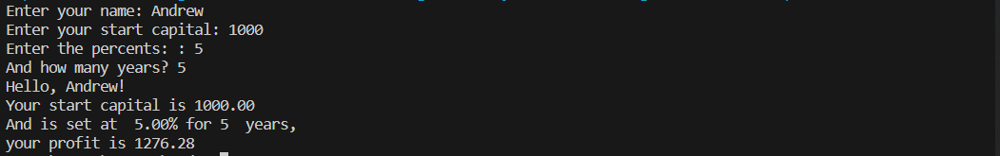 Enter your name: Andrew
Enter your start capital: 1000
Enter the percents: : 5
And how many years? 5
Hello, Andrew!
Your start capital is 1000.00
And is set at  5.00% for 5  years,
your profit is 1276.28